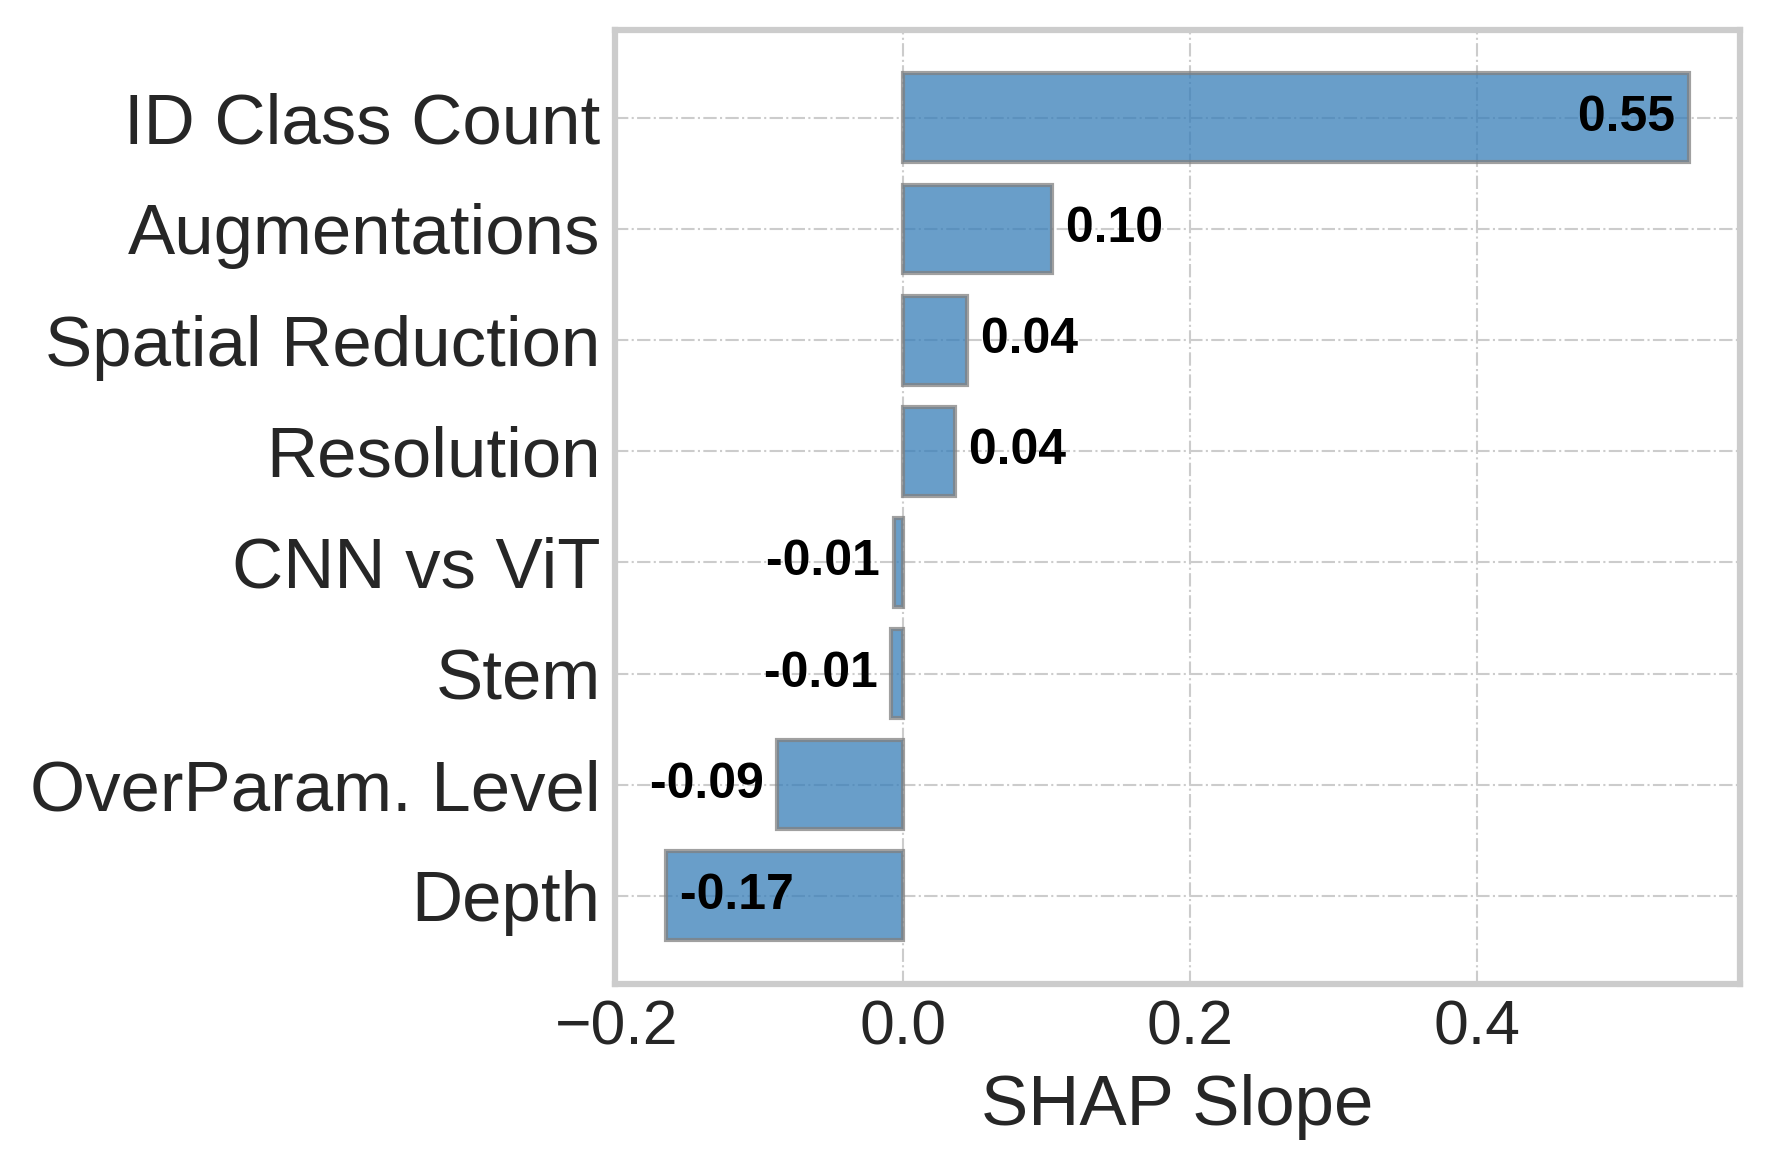 ID Class Count 0.55
Augmentations 0.10
Spatial Reduction 0.04
Resolution 0.04
CNN vs ViT -0.01
Stem -0.01
OverParam. Level -0.09
Depth -0.17
−0.2 0.0 0.2 0.4
SHAP Slope